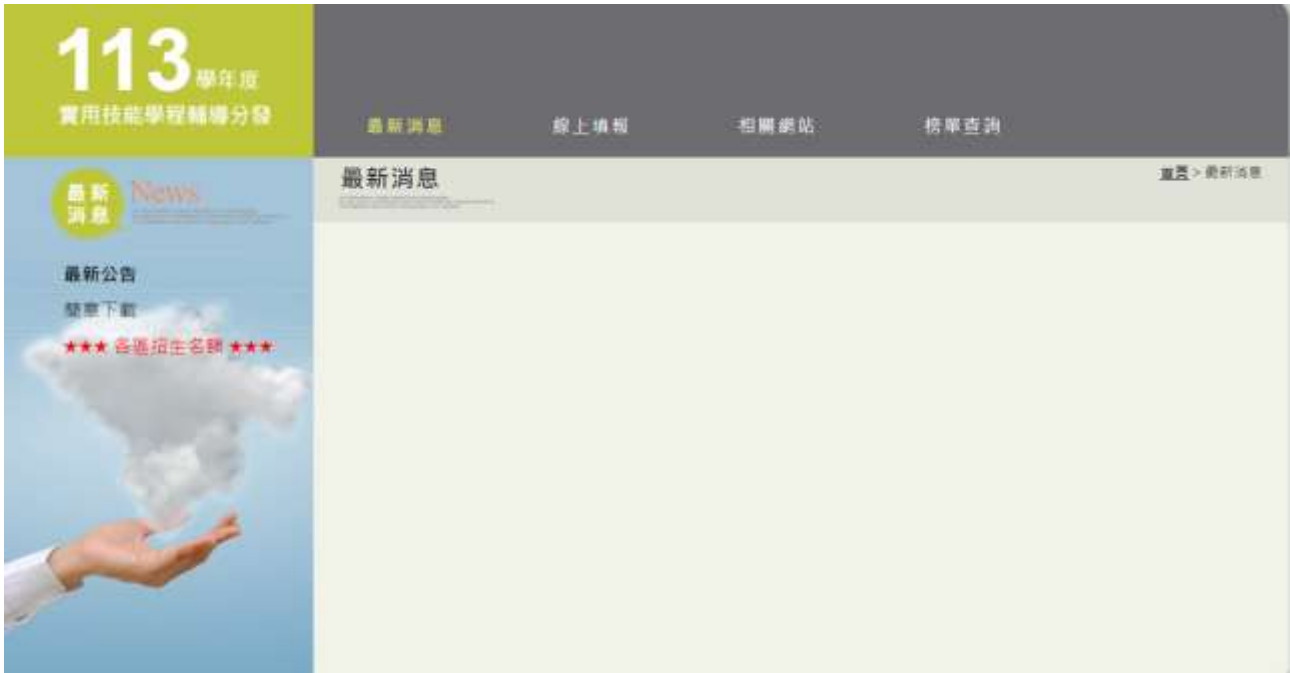 113學年度
實用技能學程輔導分發
最新消息
線上填報
相關網站
榜單查詢
最新
消息
News
最新消息
首頁 > 最新消息
最新公告
簡章下載
★★★ 各區招生名額 ★★★